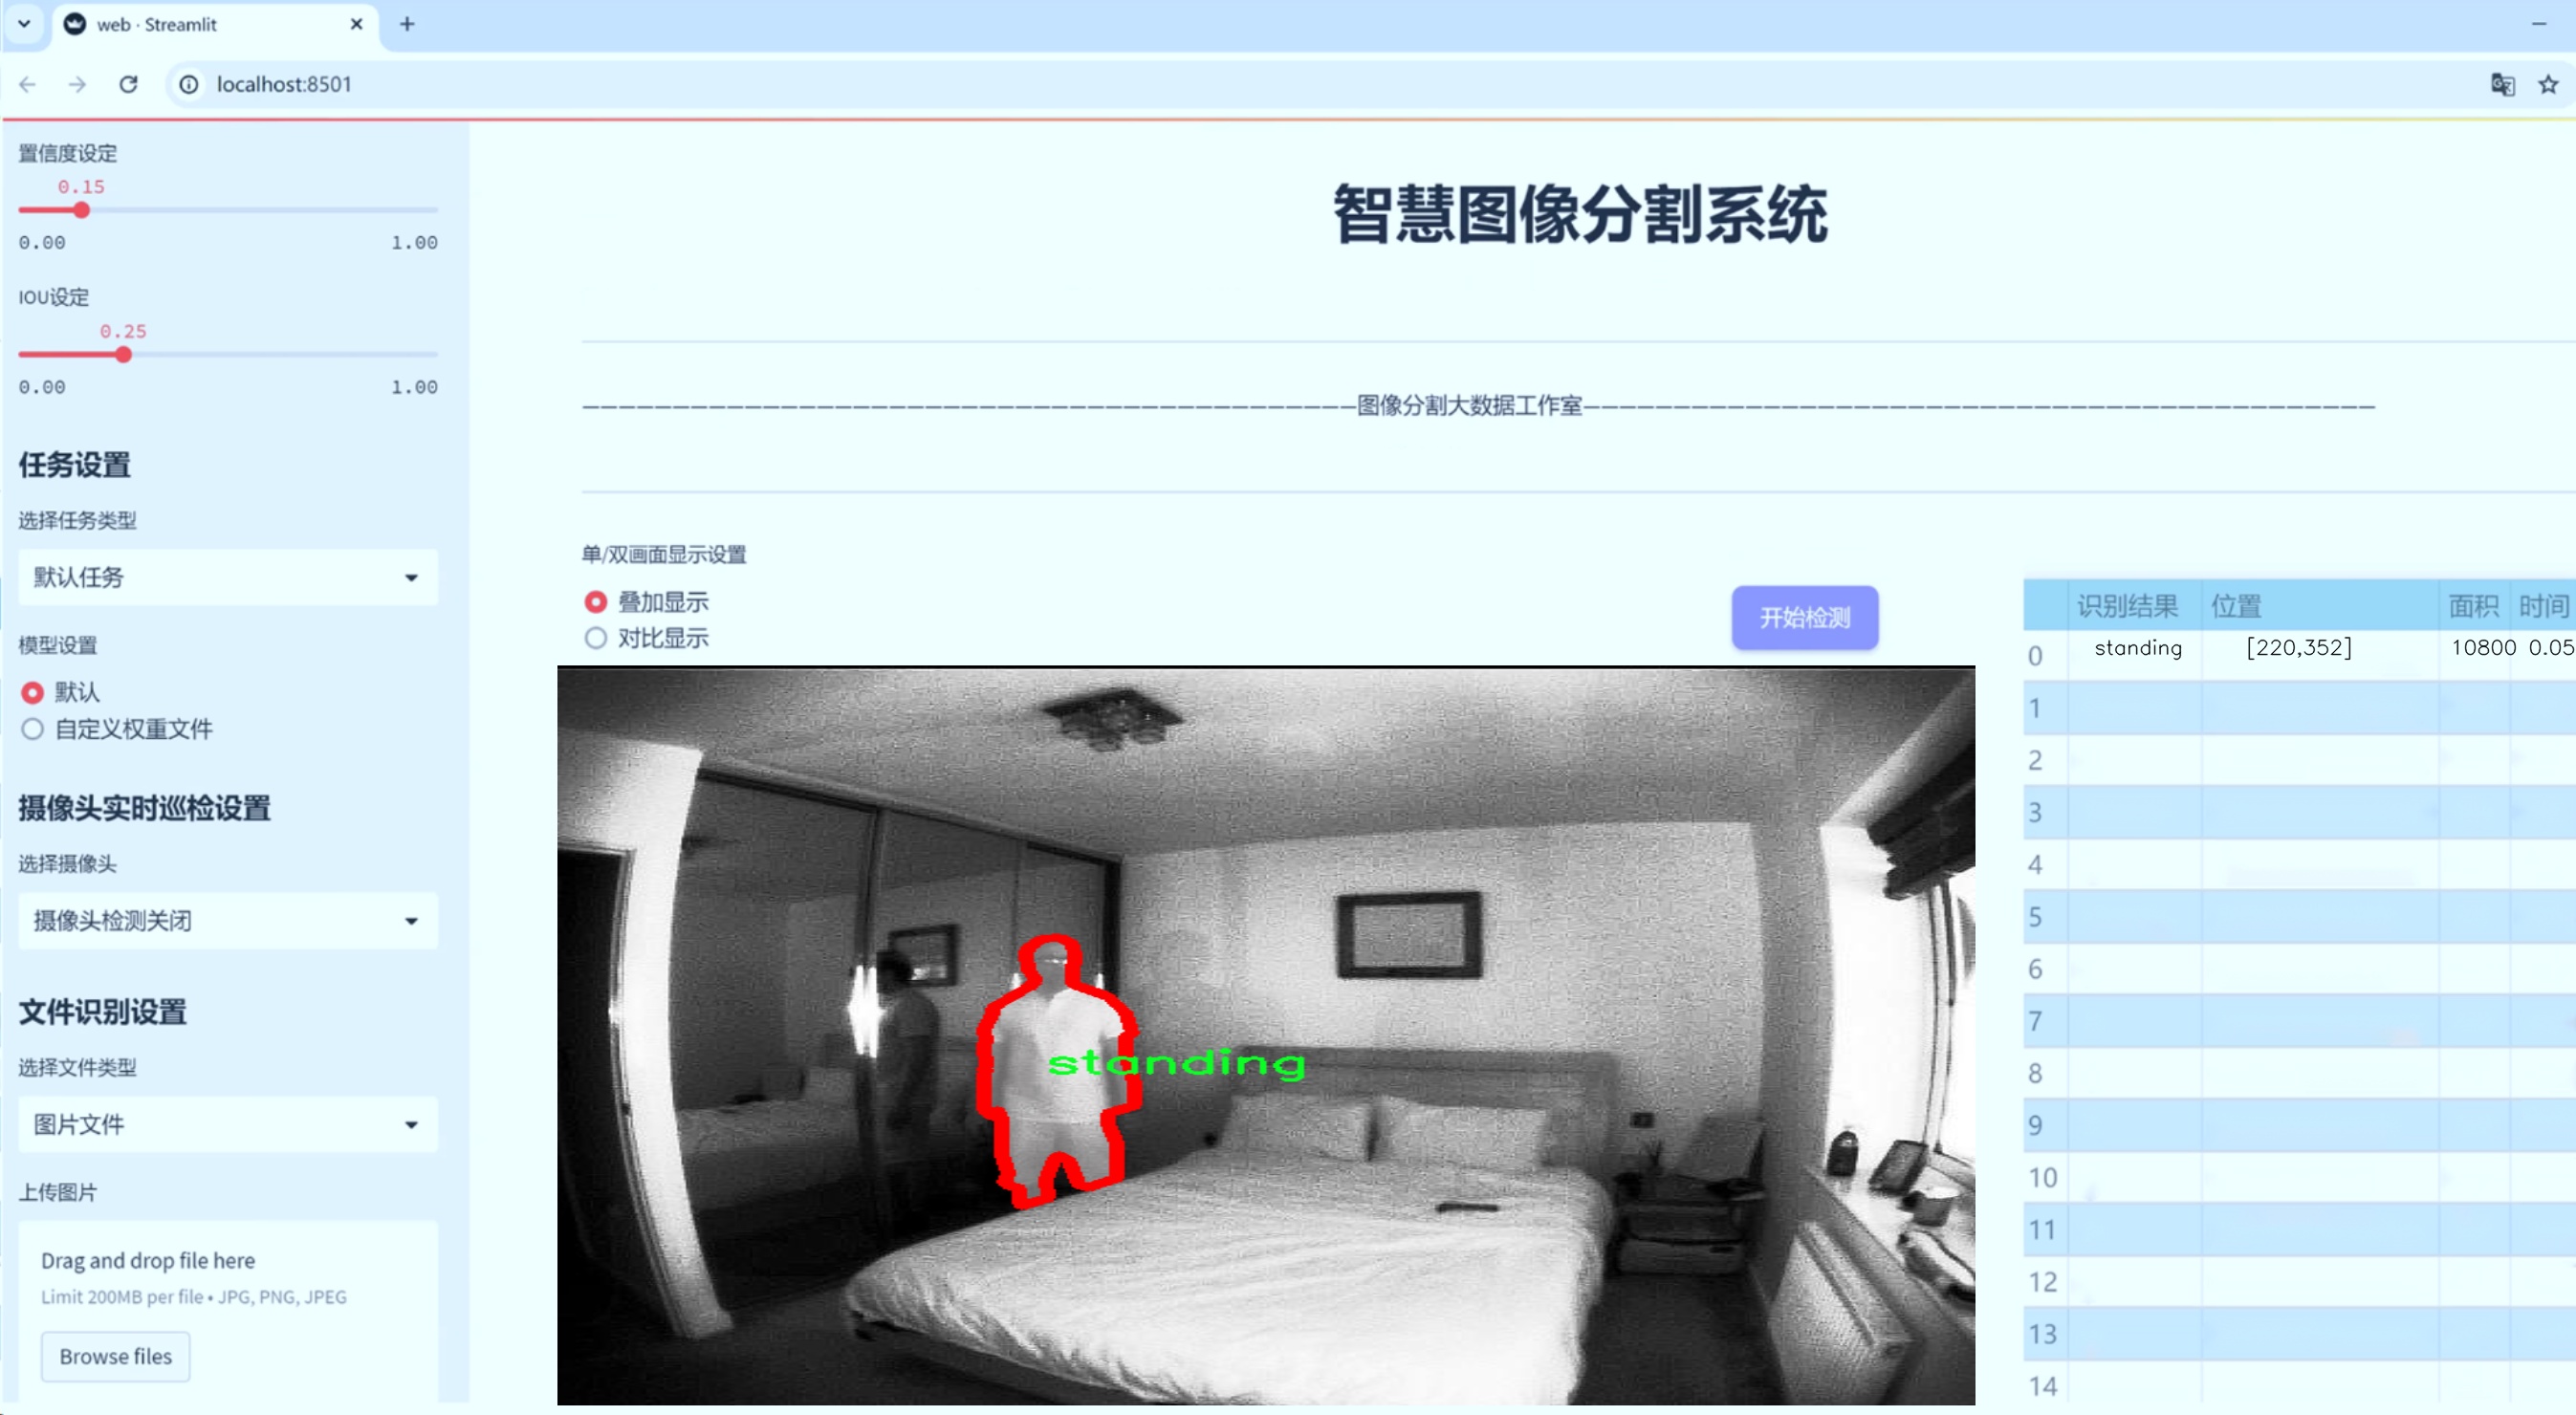 web · Streamlit
localhost:8501
置信度设定
0.15
0.00 1.00
IOU设定
0.25
0.00 1.00
任务设置
选择任务类型
默认任务
模型设置
默认
自定义权重文件
摄像头实时巡检设置
选择摄像头
摄像头检测关闭
文件识别设置
选择文件类型
图片文件
上传图片
Drag and drop file here
Limit 200MB per file • JPG, PNG, JPEG
Browse files
智慧图像分割系统
———————————————————————————————————————————图像分割大数据工作室————————————————————————————————————————————
单/双画面显示设置
叠加显示
对比显示
开始检测
standing
识别结果 位置 面积 时间
0 standing [220,352] 10800 0.05
1
2
3
4
5
6
7
8
9
10
11
12
13
14